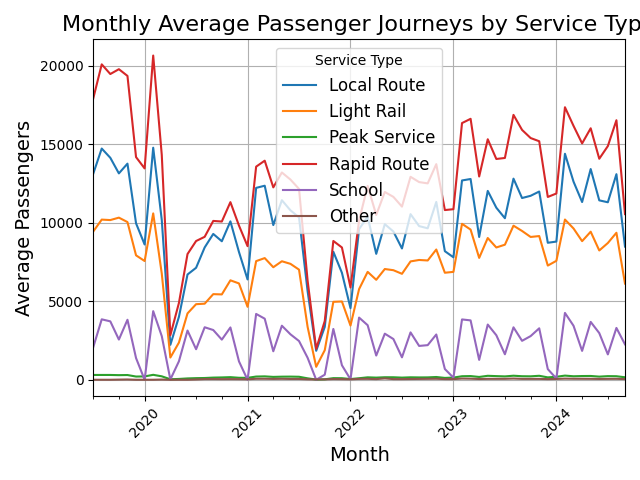 Monthly Average Passenger Journeys by Service Typ
Service Type
Local Route
Light Rail
Peak Service
Rapid Route
School
Other
Average Passengers
20000
15000
10000
5000
0
2020
2021
2022
2023
2024
Month